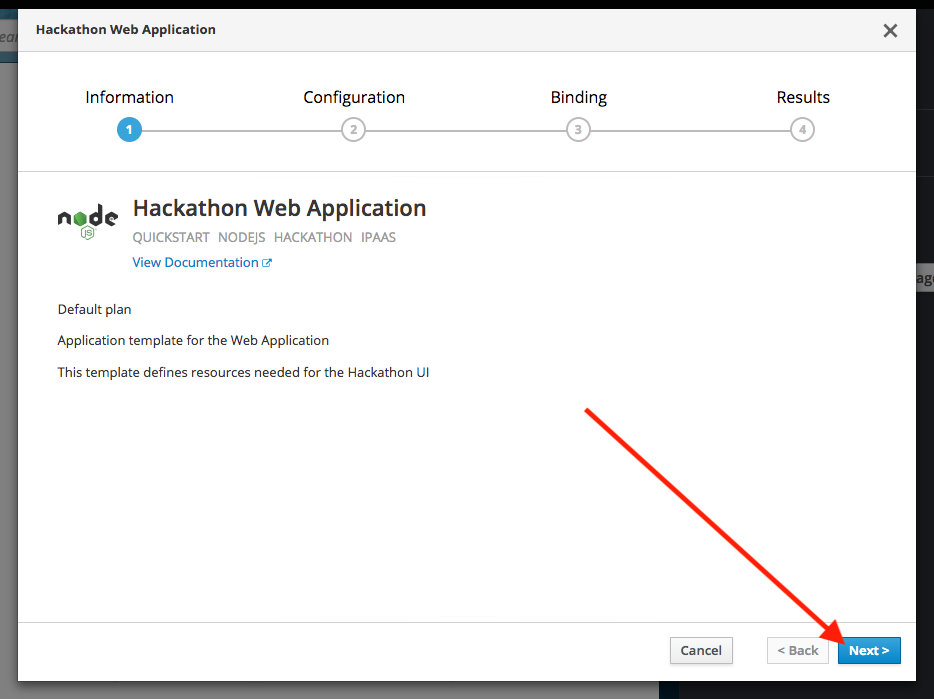 Hackathon Web Application
Information Configuration Binding Results
1 2 3 4
node
JS
Hackathon Web Application
QUICKSTART NODEJS HACKATHON IPAAS
View Documentation
Default plan
Application template for the Web Application
This template defines resources needed for the Hackathon UI
Cancel < Back Next >